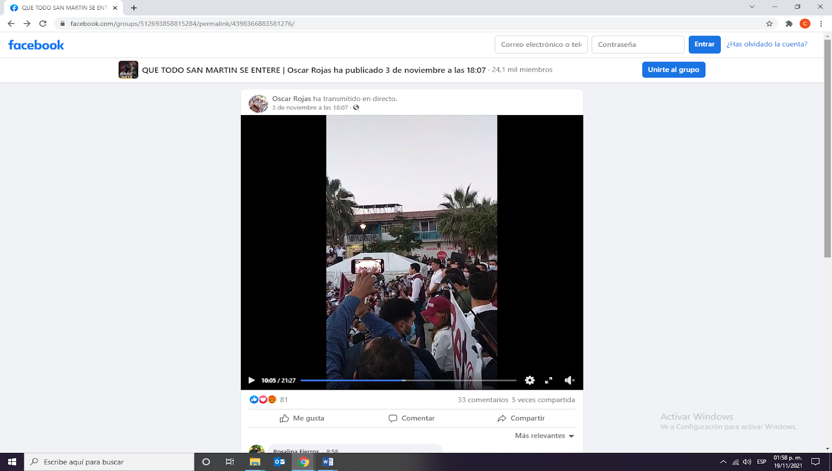 QUE TODO SAN MARTIN SE ENT
facebook.com/groups/512693858815284/permalink/4398366883581276/
facebook
Correo electrónico o tel
Contraseña
Entrar
¿Has olvidado la cuenta?
QUE TODO SAN MARTIN SE ENTERE | Oscar Rojas ha publicado 3 de noviembre a las 18:07 · 24,1 mil miembros
Unirte al grupo
Oscar Rojas ha transmitido en directo.
3 de noviembre a las 18:07 ·
10:05 / 21:27
81
33 comentarios 5 veces compartida
Me gusta
Comentar
Compartir
Más relevantes
Rosalina Fierros · 8:58
Activar Windows
Ve a Configuración para activar Windows.
Escribe aquí para buscar
ESP
01:58 p. m.
19/11/2021